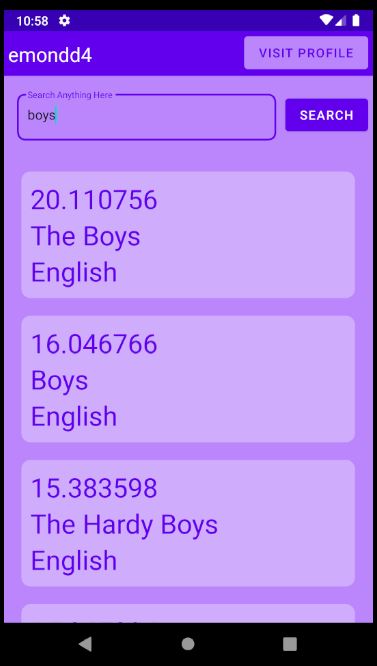 10:58
emondd4
VISIT PROFILE
Search Anything Here
boys
SEARCH
20.110756
The Boys
English
16.046766
Boys
English
15.383598
The Hardy Boys
English